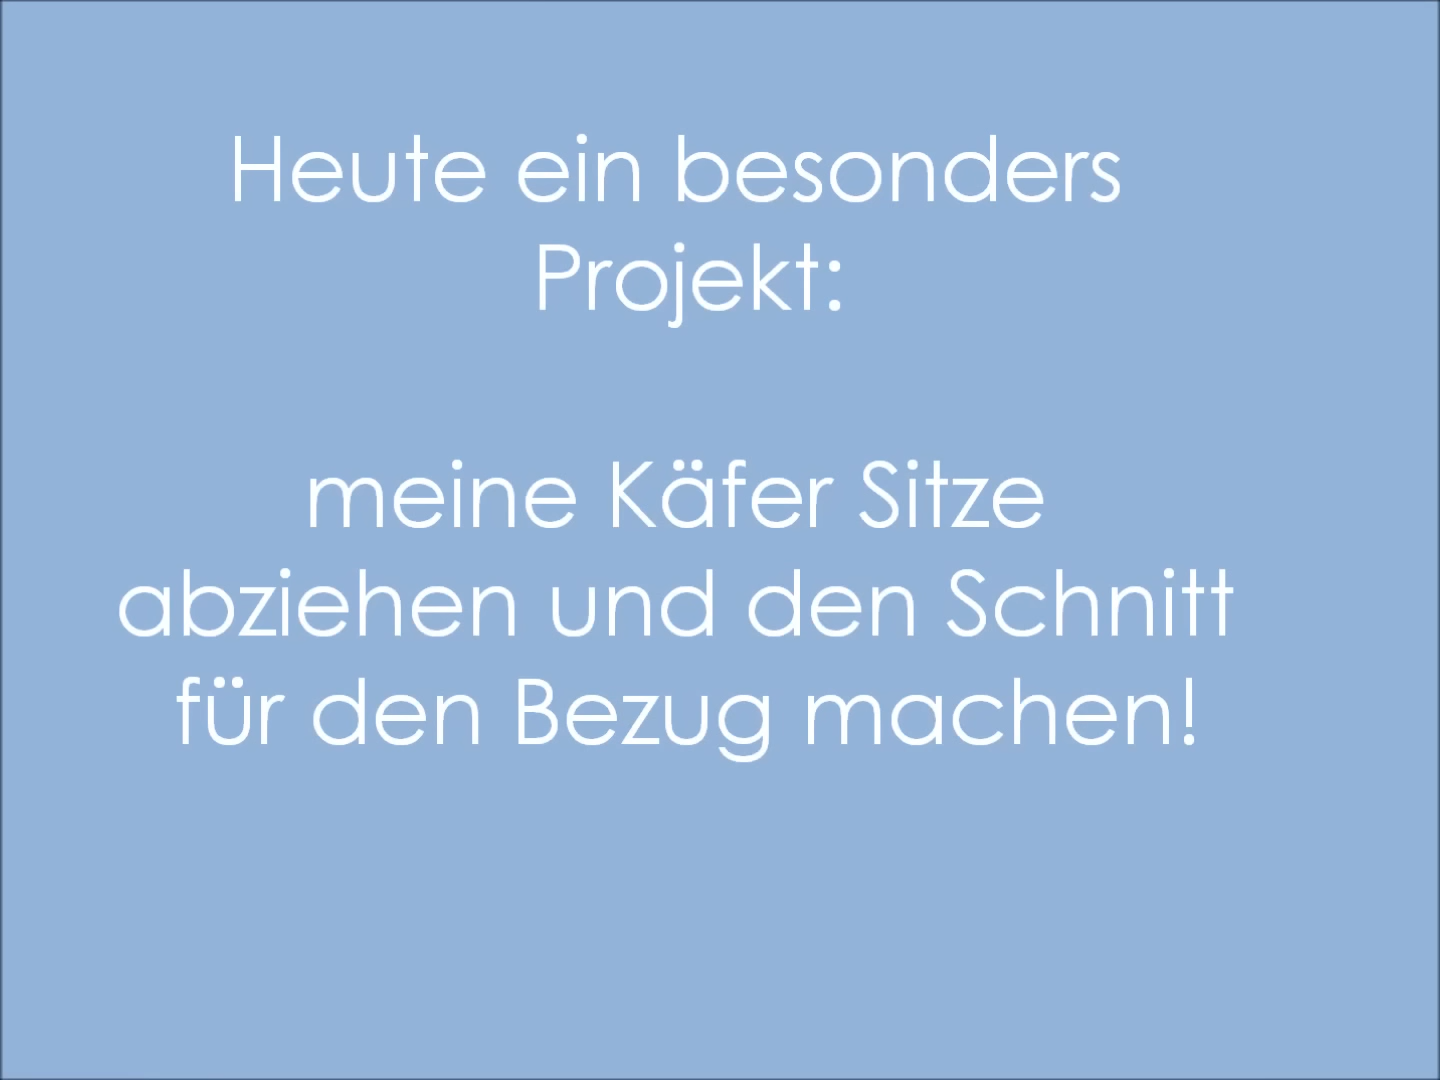 Heute ein besonders
Projekt:
meine Käfer Sitze
abziehen und den Schnitt
für den Bezug machen!